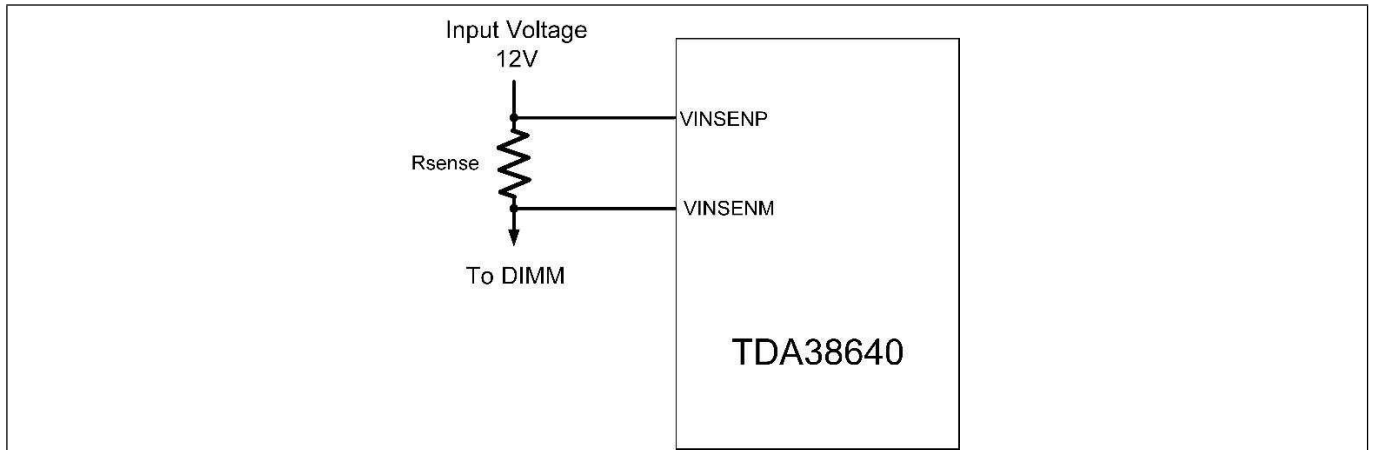 Input Voltage
12V
VINSENP
Rsense
VINSENM
To DIMM
TDA38640